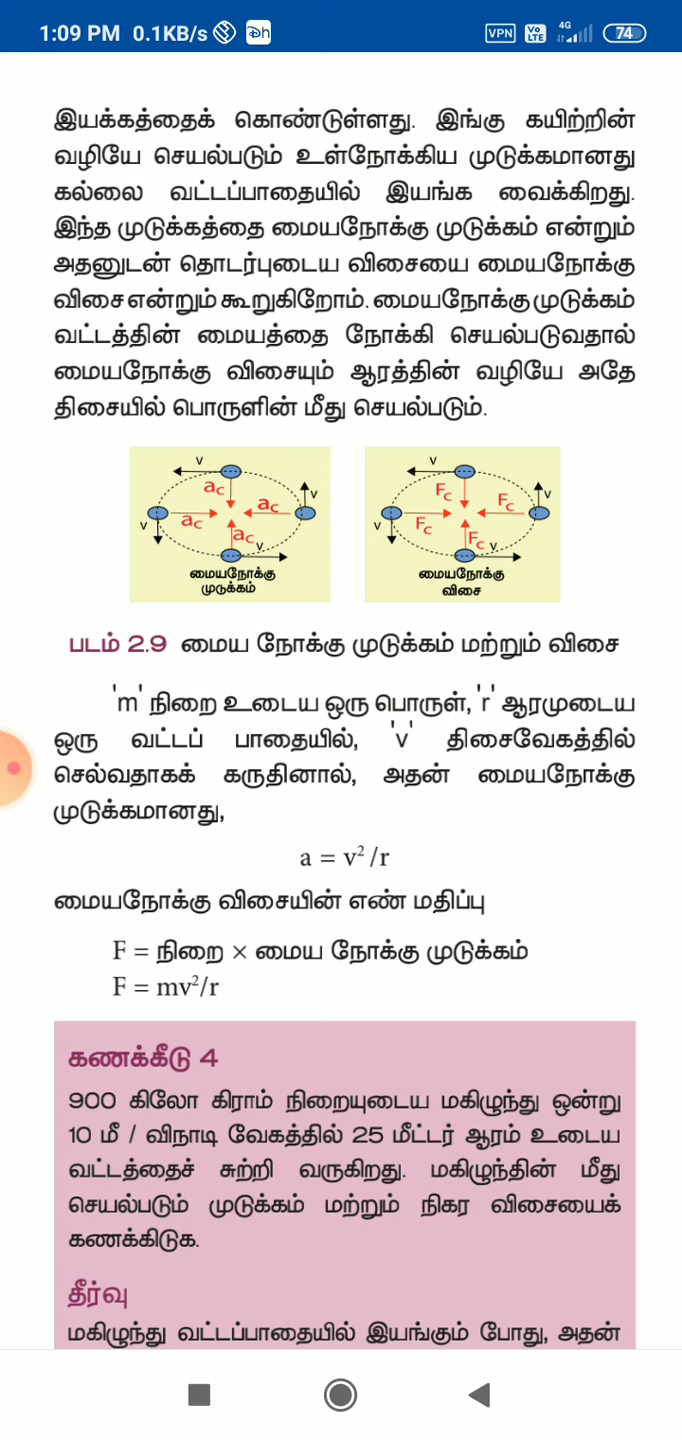 1:09 PM 0.1KB/s
VPN Vo LTE 4G 74
இயக்கத்தைக் கொண்டுள்ளது. இங்கு கயிற்றின்
வழியே செயல்படும் உள்நோக்கிய முடுக்கமானது
கல்லை வட்டப்பாதையில் இயங்க வைக்கிறது.
இந்த முடுக்கத்தை மையநோக்கு முடுக்கம் என்றும்
அதனுடன் தொடர்புடைய விசையை மையநோக்கு
விசை என்றும் கூறுகிறோம். மையநோக்கு முடுக்கம்
வட்டத்தின் மையத்தை நோக்கி செயல்படுவதால்
மையநோக்கு விசையும் ஆரத்தின் வழியே அதே
திசையில் பொருளின் மீது செயல்படும்.
v
ac
v
ac
ac
v
ac
v
மையநோக்கு
முடுக்கம்
v
Fc
v
Fc
Fc
v
Fc
v
மையநோக்கு
விசை
படம் 2.9 மைய நோக்கு முடுக்கம் மற்றும் விசை
'm' நிறை உடைய ஒரு பொருள், 'r' ஆரமுடைய
ஒரு வட்டப் பாதையில், 'v' திசைவேகத்தில்
செல்வதாகக் கருதினால், அதன் மையநோக்கு
முடுக்கமானது,
a = v²/r
மையநோக்கு விசையின் எண் மதிப்பு
F = நிறை × மைய நோக்கு முடுக்கம்
F = mv²/r
கணக்கீடு 4
900 கிலோ கிராம் நிறையுடைய மகிழுந்து ஒன்று
10 மீ / விநாடி வேகத்தில் 25 மீட்டர் ஆரம் உடைய
வட்டத்தைச் சுற்றி வருகிறது. மகிழுந்தின் மீது
செயல்படும் முடுக்கம் மற்றும் நிகர விசையைக்
கணக்கிடுக.
தீர்வு
மகிழுந்து வட்டப்பாதையில் இயங்கும் போது, அதன்